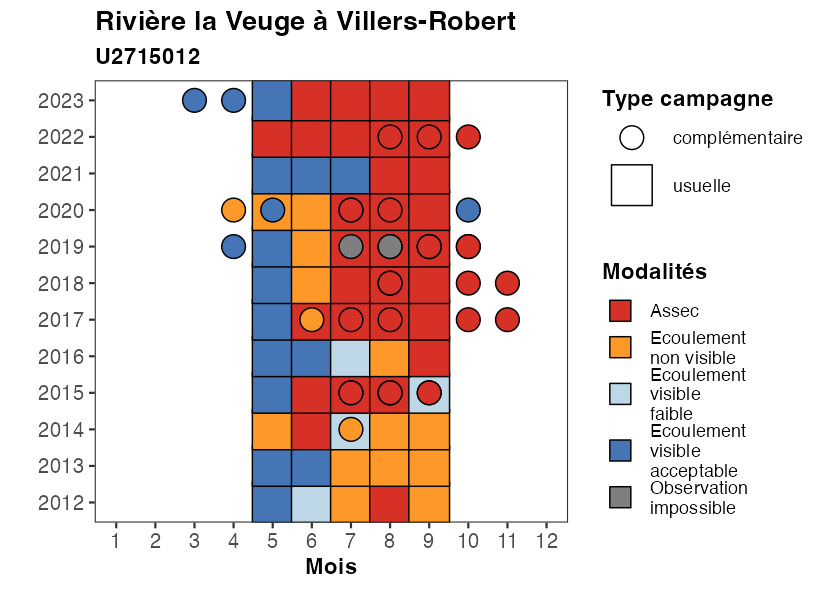 Rivière la Veuge à Villers-Robert
U2715012
2023
2022
2021
2020
2019
2018
2017
2016
2015
2014
2013
2012
1 2 3 4 5 6 7 8 9 10 11 12
Mois
Type campagne
complémentaire
usuelle
Modalités
Assec
Ecoulement
non visible
Ecoulement
visible
faible
Ecoulement
visible
acceptable
Observation
impossible